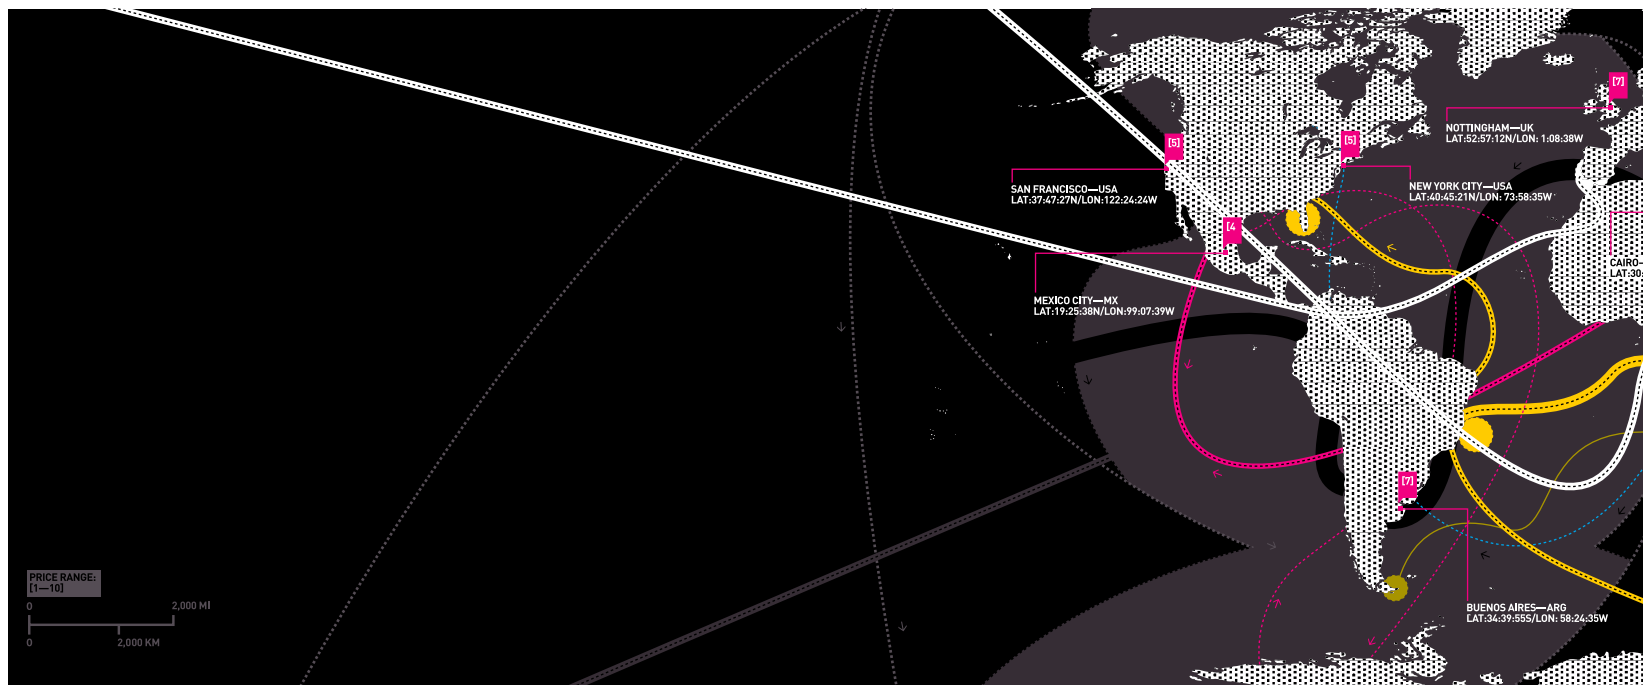 [7]
NOTTINGHAM—UK
LAT:52:57:12N/LON: 1:08:38W
[5]
[5]
SAN FRANCISCO—USA
LAT:37:47:27N/LON:122:24:24W
NEW YORK CITY—USA
LAT:40:45:21N/LON: 73:58:35W
[4
CAIRO—
LAT:30:
MEXICO CITY—MX
LAT:19:25:38N/LON:99:07:39W
[7]
BUENOS AIRES—ARG
LAT:34:39:55S/LON: 58:24:35W
PRICE RANGE:
[1—10]
0 2,000 MI
0 2,000 KM